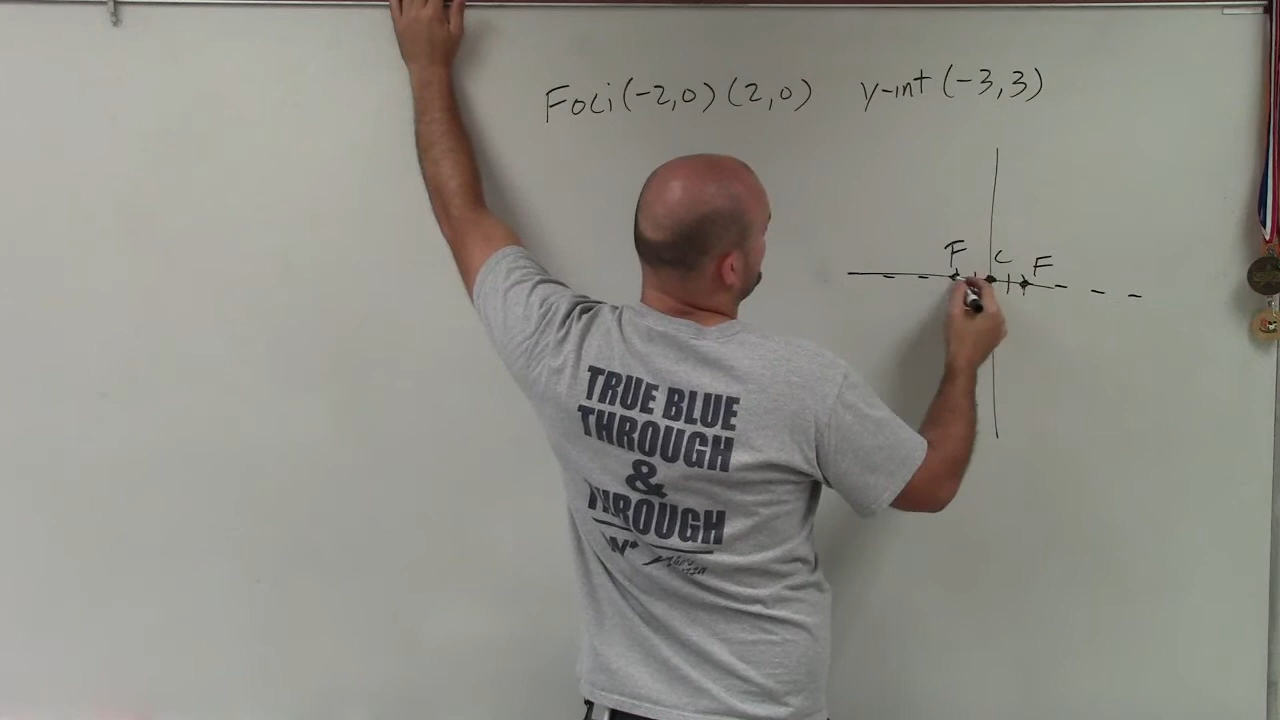 Foci (-2,0) (2,0) y-int (-3,3)
F C F
TRUE BLUE
THROUGH
&
THROUGH